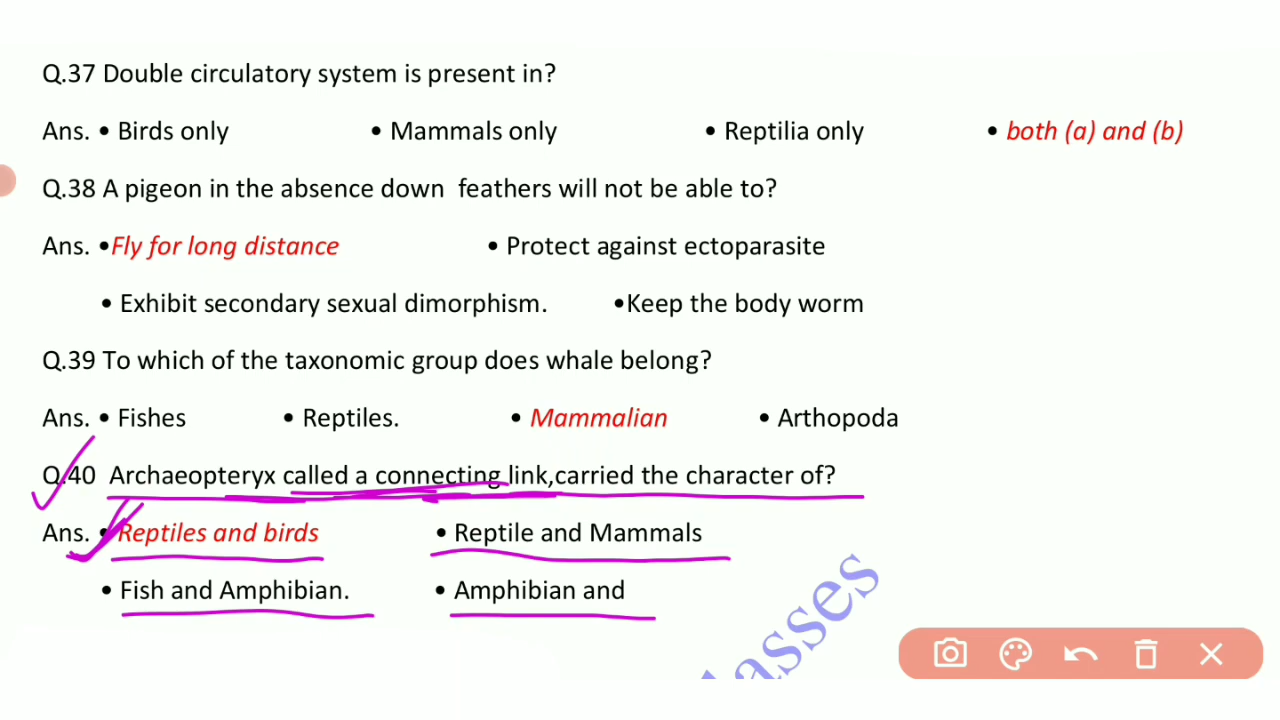 Q.37 Double circulatory system is present in?
Ans. • Birds only • Mammals only • Reptilia only • both (a) and (b)
Q.38 A pigeon in the absence down feathers will not be able to?
Ans. •Fly for long distance • Protect against ectoparasite
• Exhibit secondary sexual dimorphism. •Keep the body worm
Q.39 To which of the taxonomic group does whale belong?
Ans. • Fishes • Reptiles. • Mammalian • Arthopoda
Q.40 Archaeopteryx called a connecting link,carried the character of?
Ans. • Reptiles and birds • Reptile and Mammals
• Fish and Amphibian. • Amphibian and